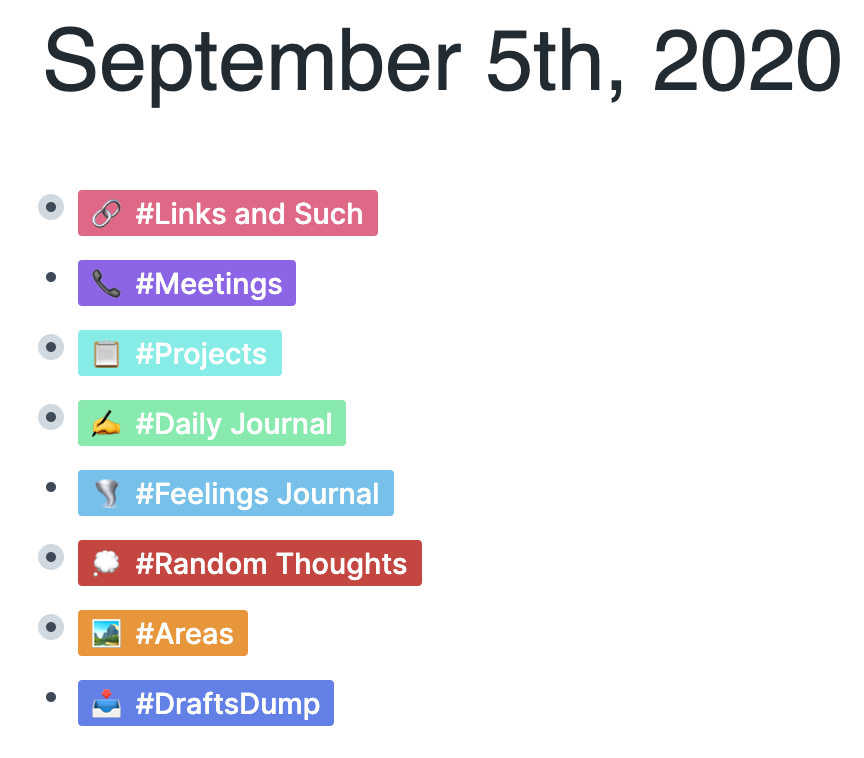 September 5th, 2020
🔗 #Links and Such
📞 #Meetings
📋 #Projects
✍️ #Daily Journal
🌪️ #Feelings Journal
💭 #Random Thoughts
🏞️ #Areas
📥 #DraftsDump